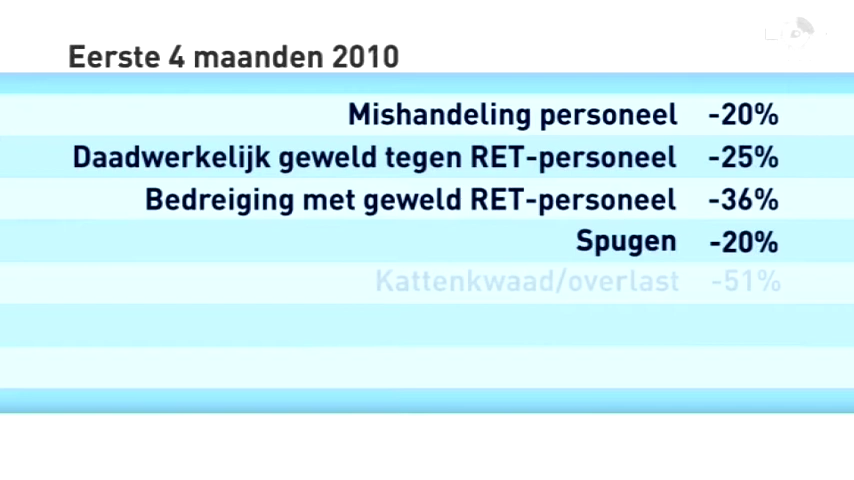 Eerste 4 maanden 2010
Mishandeling personeel -20%
Daadwerkelijk geweld tegen RET-personeel -25%
Bedreiging met geweld RET-personeel -36%
Spugen -20%
Kattenkwaad/overlast -51%